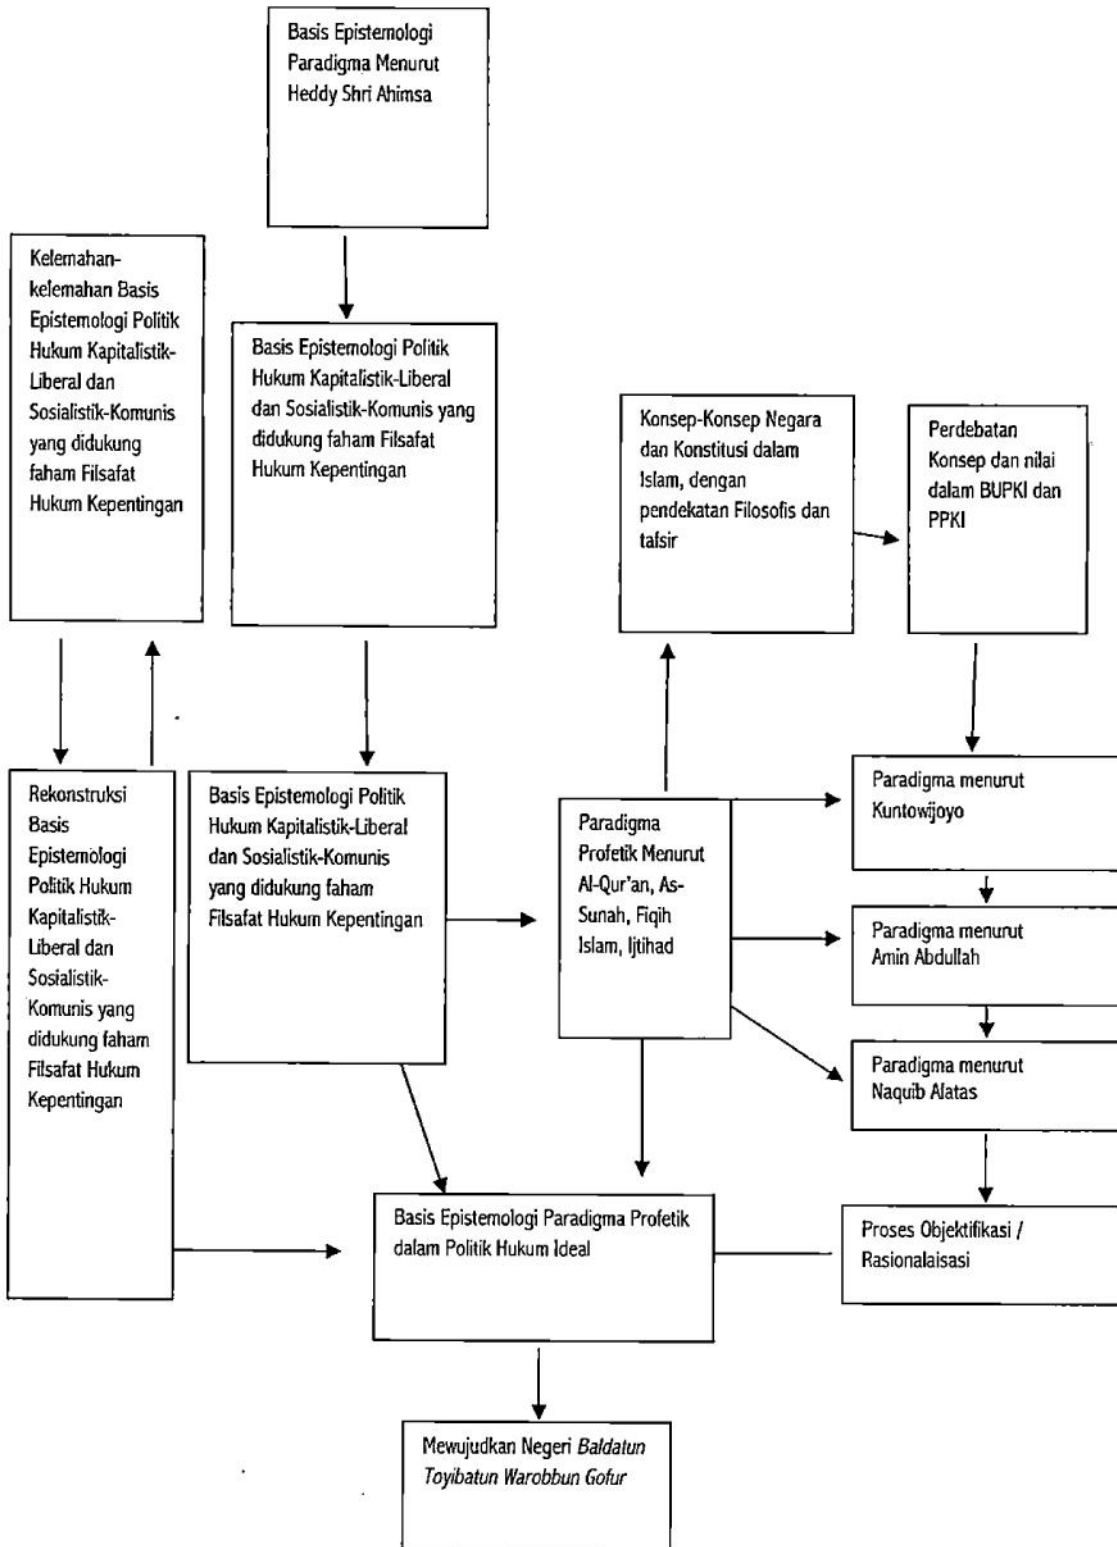 Basis Epistemologi
Paradigma Menurut
Heddy Shri Ahimsa
Kelemahan-
kelemahan Basis
Epistemologi Politik
Hukum Kapitalistik-
Liberal dan
Sosialistik-Komunis
yang didukung
faham Filsafat
Hukum Kepentingan
Basis Epistemologi Politik
Hukum Kapitalistik-Liberal
dan Sosialistik-Komunis yang
didukung faham Filsafat
Hukum Kepentingan
Konsep-Konsep Negara
dan Konstitusi dalam
Islam, dengan
pendekatan Filosofis dan
tafsir
Perdebatan
Konsep dan nilai
dalam BUPKI dan
PPKI
Rekonstruksi
Basis
Epistemologi
Politik Hukum
Kapitalistik-
Liberal dan
Sosialistik-
Komunis yang
didukung faham
Filsafat Hukum
Kepentingan
Basis Epistemologi Politik
Hukum Kapitalistik-Liberal
dan Sosialistik-Komunis
yang didukung faham
Filsafat Hukum Kepentingan
Paradigma
Profetik Menurut
Al-Qur'an, As-
Sunah, Fiqih
Islam, Ijtihad
Paradigma menurut
Kuntowijoyo
Paradigma menurut
Amin Abdullah
Paradigma menurut
Naquib Alatas
Basis Epistemologi Paradigma Profetik
dalam Politik Hukum Ideal
Proses Objektifikasi /
Rasionalaisasi
Mewujudkan Negeri Baldatun
Toyibatun Warobbun Gofur